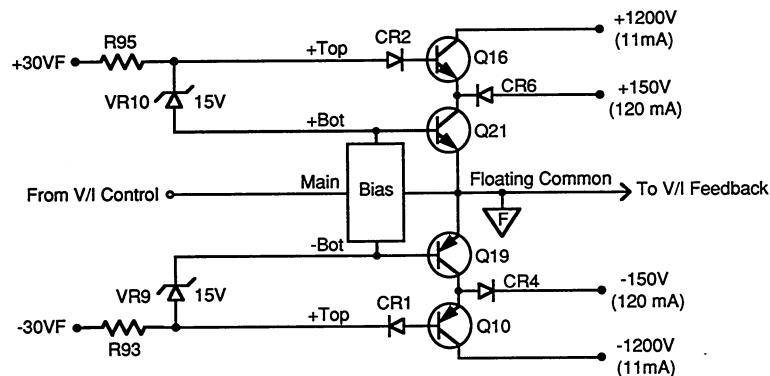 +1200V
(11mA)
CR2
R95
+Top
Q16
+30VF
CR6
+150V
(120 mA)
VR10
15V
+Bot
Q21
Main
Bias
Floating Common
From V/I Control
To V/I Feedback
F
-Bot
Q19
VR9
15V
CR4
-150V
(120 mA)
CR1
+Top
-30VF
Q10
R93
-1200V
(11mA)